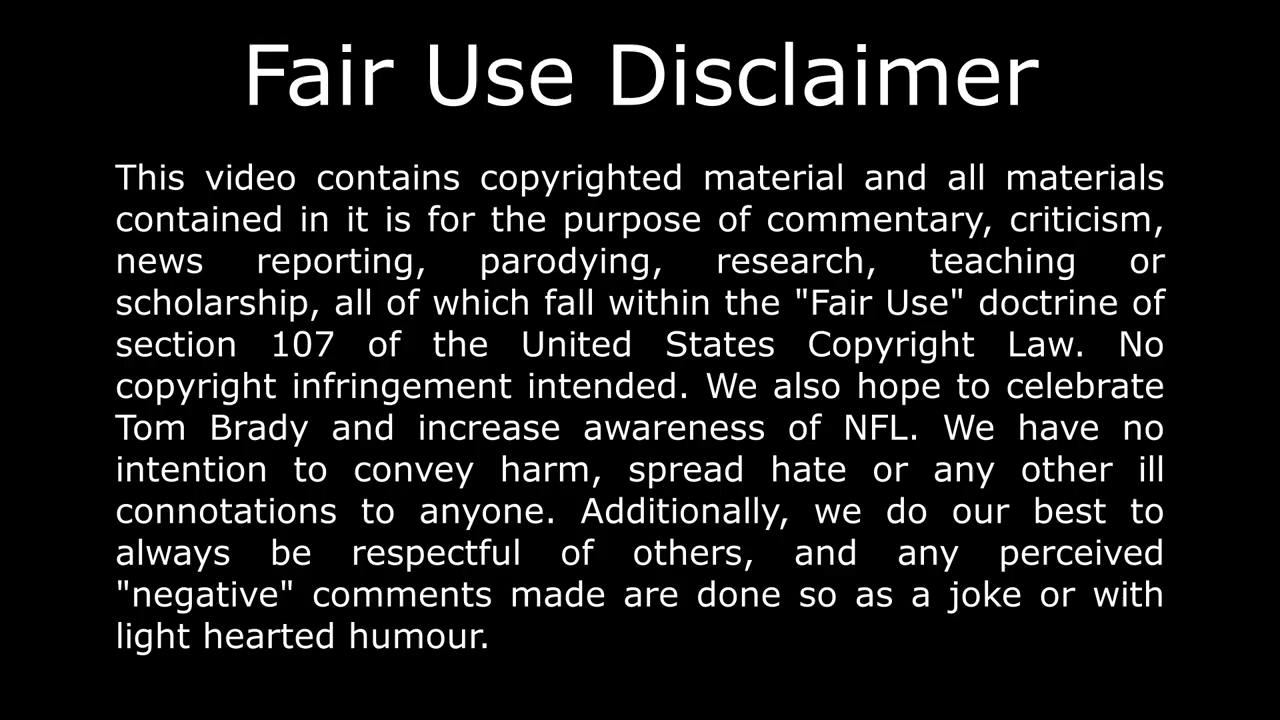 Fair Use Disclaimer
This video contains copyrighted material and all materials
contained in it is for the purpose of commentary, criticism,
news reporting, parodying, research, teaching or
scholarship, all of which fall within the "Fair Use" doctrine of
section 107 of the United States Copyright Law. No
copyright infringement intended. We also hope to celebrate
Tom Brady and increase awareness of NFL. We have no
intention to convey harm, spread hate or any other ill
connotations to anyone. Additionally, we do our best to
always be respectful of others, and any perceived
"negative" comments made are done so as a joke or with
light hearted humour.